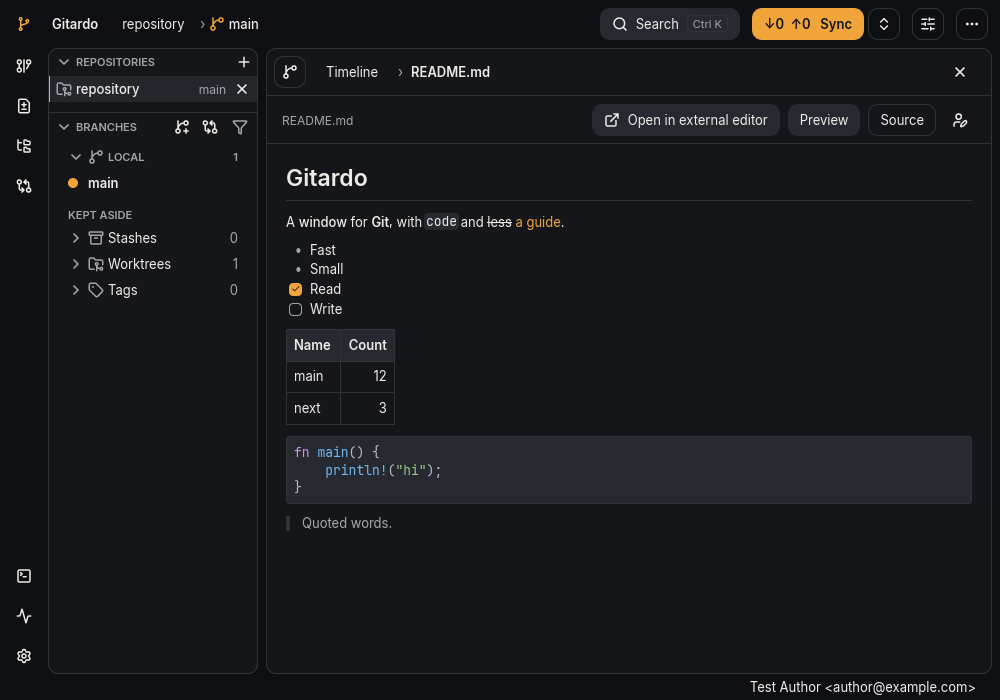 Gitardo repository › main Search Ctrl K ↓0 ↑0 Sync
REPOSITORIES
repository main
BRANCHES
LOCAL 1
main
KEPT ASIDE
Stashes 0
Worktrees 1
Tags 0
Timeline › README.md
README.md Open in external editor Preview Source
Gitardo
A window for Git, with code and less a guide.
• Fast
• Small
Read
Write
Name Count
main 12
next 3
fn main() {
    println!("hi");
}
Quoted words.
Test Author <author@example.com>